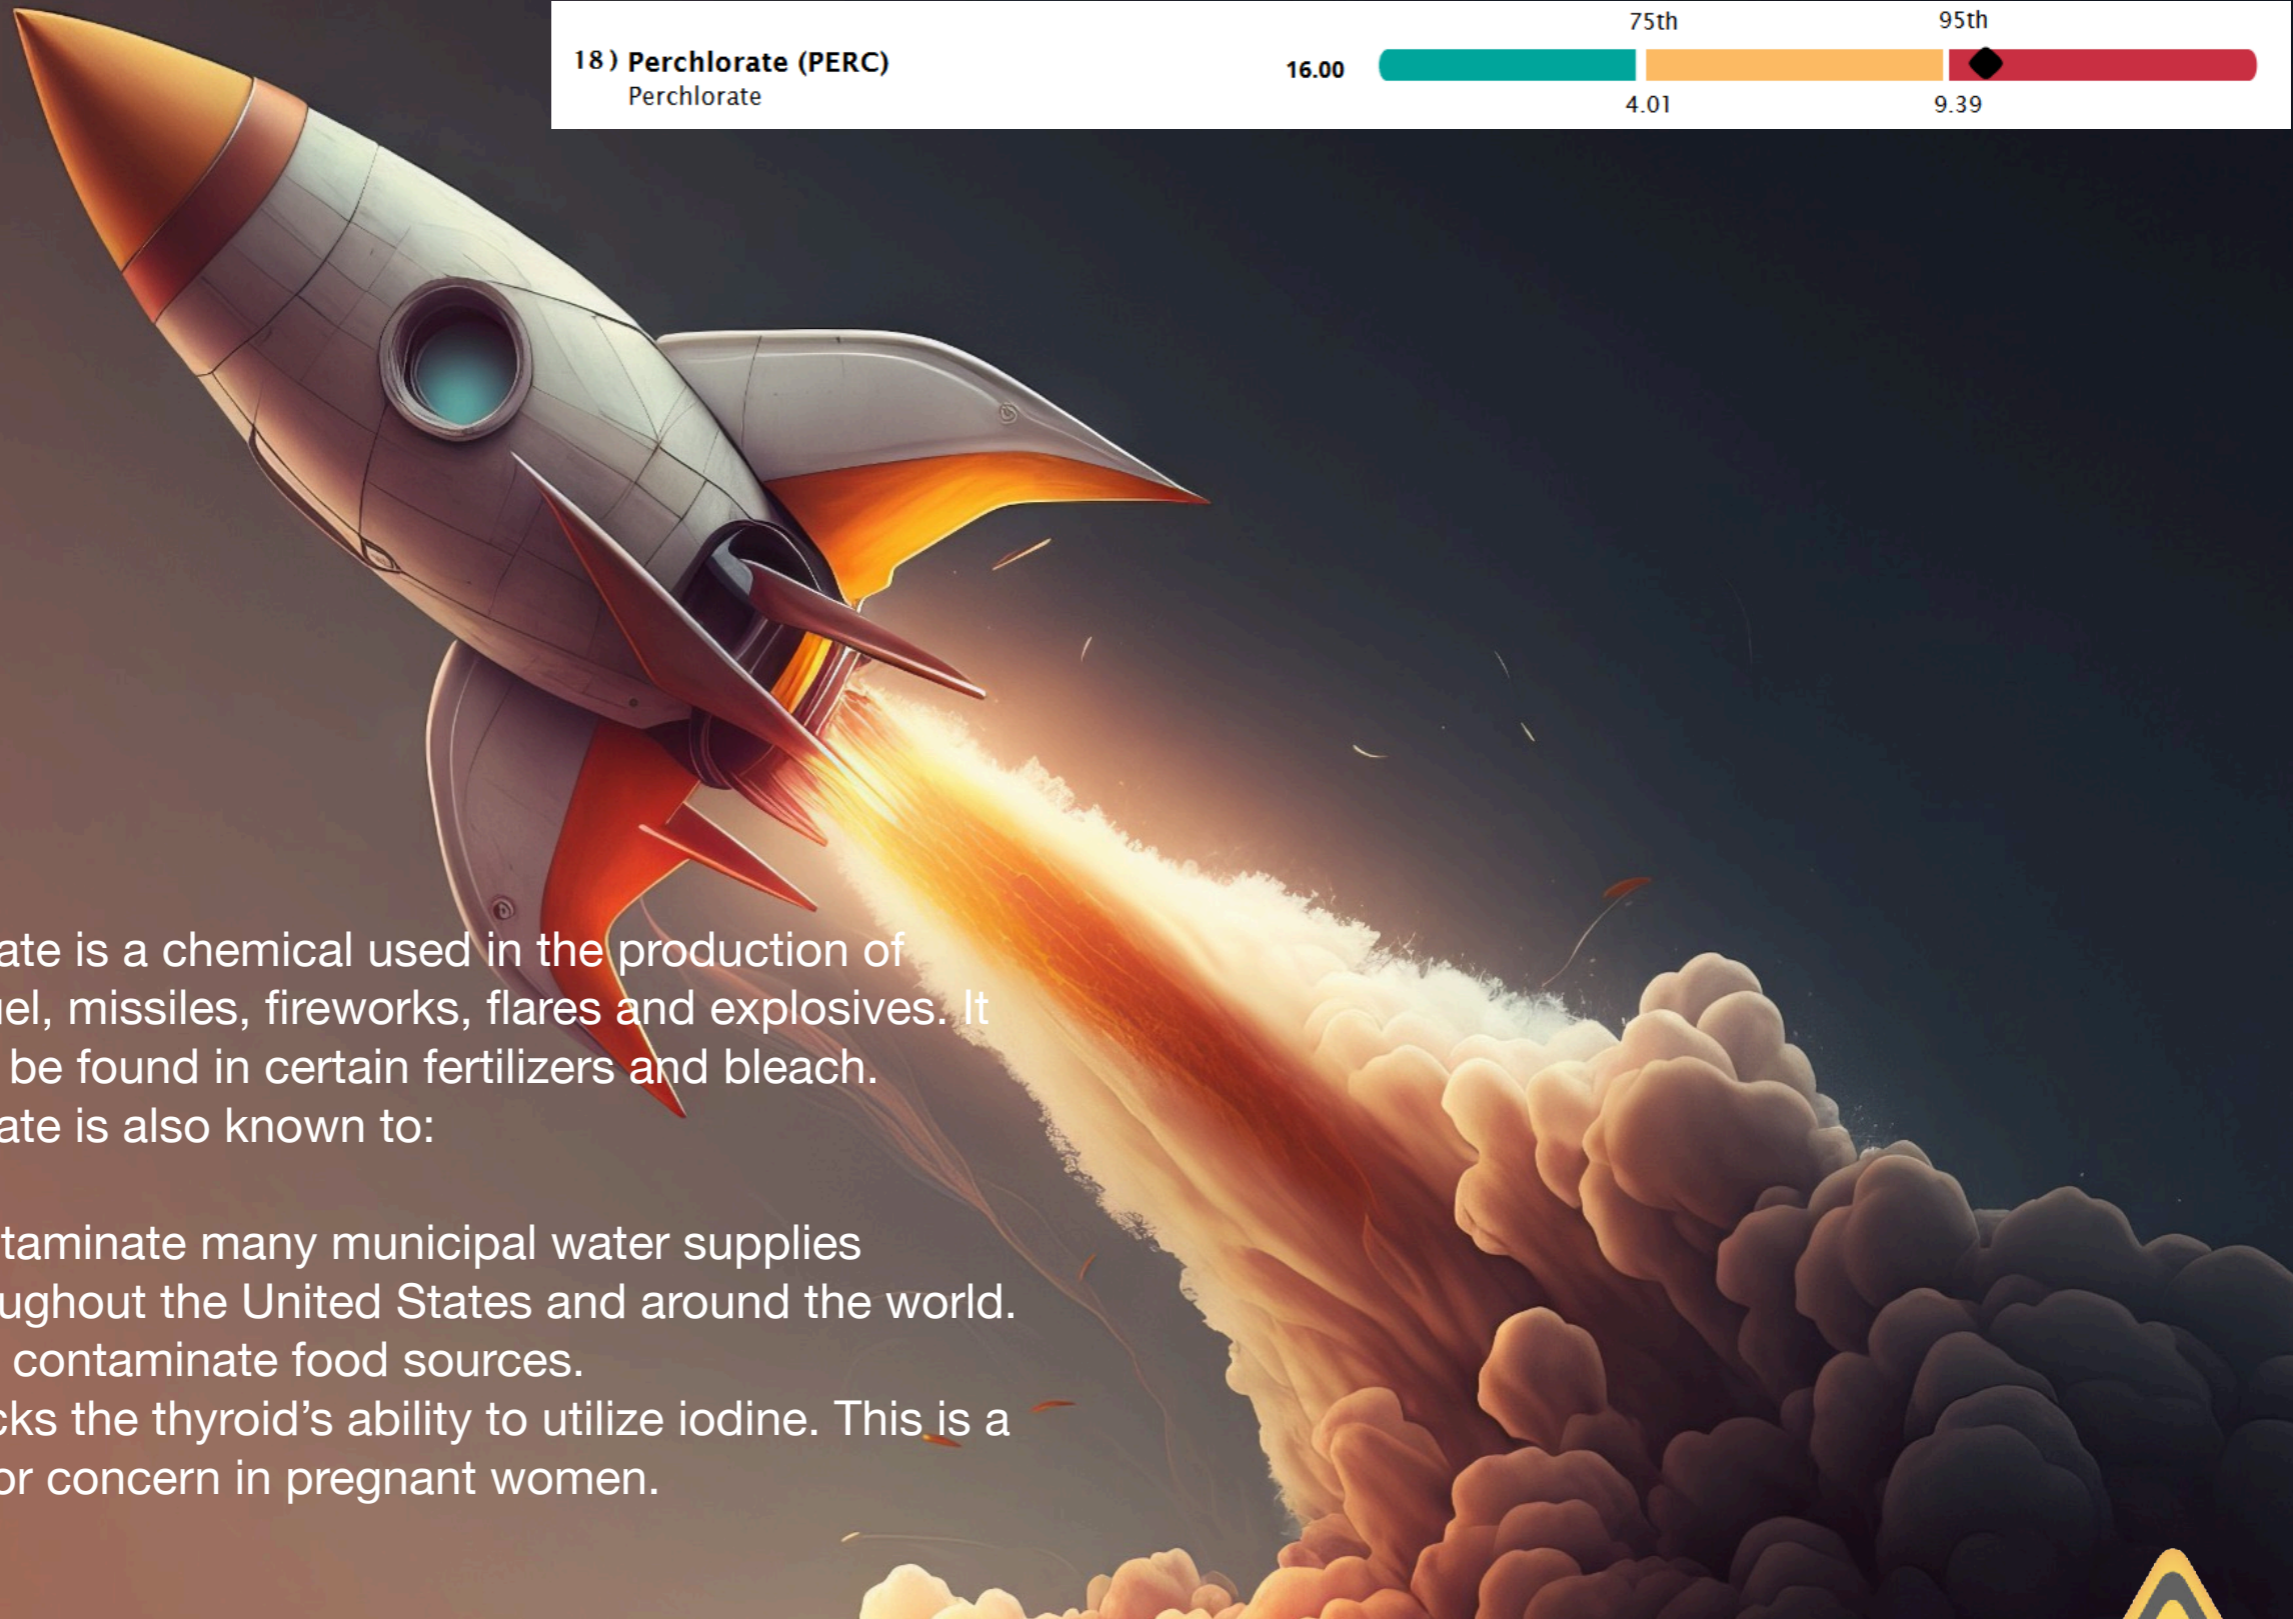 75th 95th
18) Perchlorate (PERC)
16.00
Perchlorate
4.01 9.39
ate is a chemical used in the production of
el, missiles, fireworks, flares and explosives. It
be found in certain fertilizers and bleach.
ate is also known to:
taminate many municipal water supplies
ughout the United States and around the world.
contaminate food sources.
cks the thyroid’s ability to utilize iodine. This is a
or concern in pregnant women.